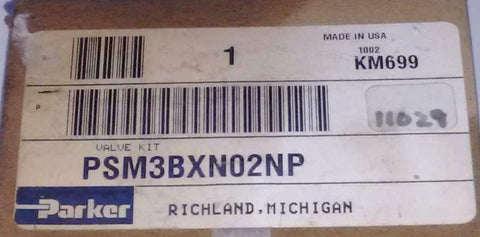 MADE IN USA
1 1002
KM699
P
11029
VALVE KIT
PSM3BXN02NP
Parker RICHLAND, MICHIGAN